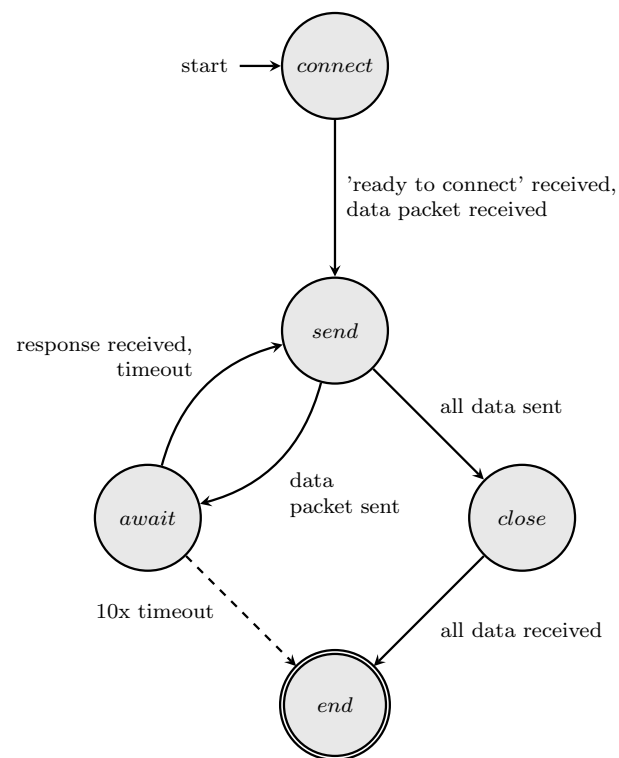 start
connect
'ready to connect' received,
data packet received
send
response received,
timeout
all data sent
data
packet sent
await
close
10x timeout
all data received
end